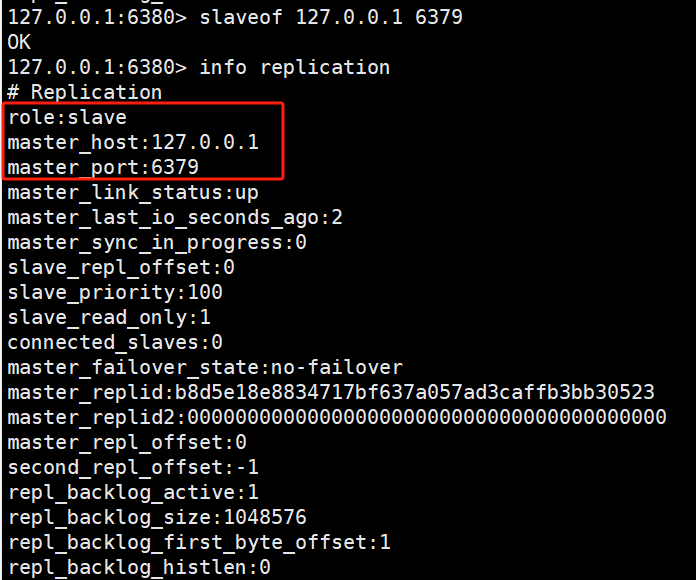 127.0.0.1:6380> slaveof 127.0.0.1 6379
OK
127.0.0.1:6380> info replication
# Replication
role:slave
master_host:127.0.0.1
master_port:6379
master_link_status:up
master_last_io_seconds_ago:2
master_sync_in_progress:0
slave_repl_offset:0
slave_priority:100
slave_read_only:1
connected_slaves:0
master_failover_state:no-failover
master_replid:b8d5e18e8834717bf637a057ad3caffb3bb30523
master_replid2:0000000000000000000000000000000000000000
master_repl_offset:0
second_repl_offset:-1
repl_backlog_active:1
repl_backlog_size:1048576
repl_backlog_first_byte_offset:1
repl_backlog_histlen:0